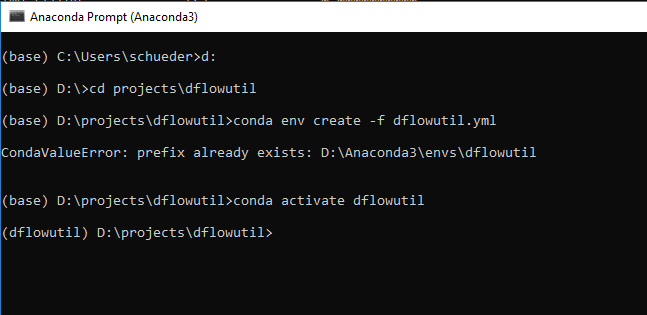 Anaconda Prompt (Anaconda3)
(base) C:\Users\schueder>d:
(base) D:\>cd projects\dflowutil
(base) D:\projects\dflowutil>conda env create -f dflowutil.yml
CondaValueError: prefix already exists: D:\Anaconda3\envs\dflowutil
(base) D:\projects\dflowutil>conda activate dflowutil
(dflowutil) D:\projects\dflowutil>